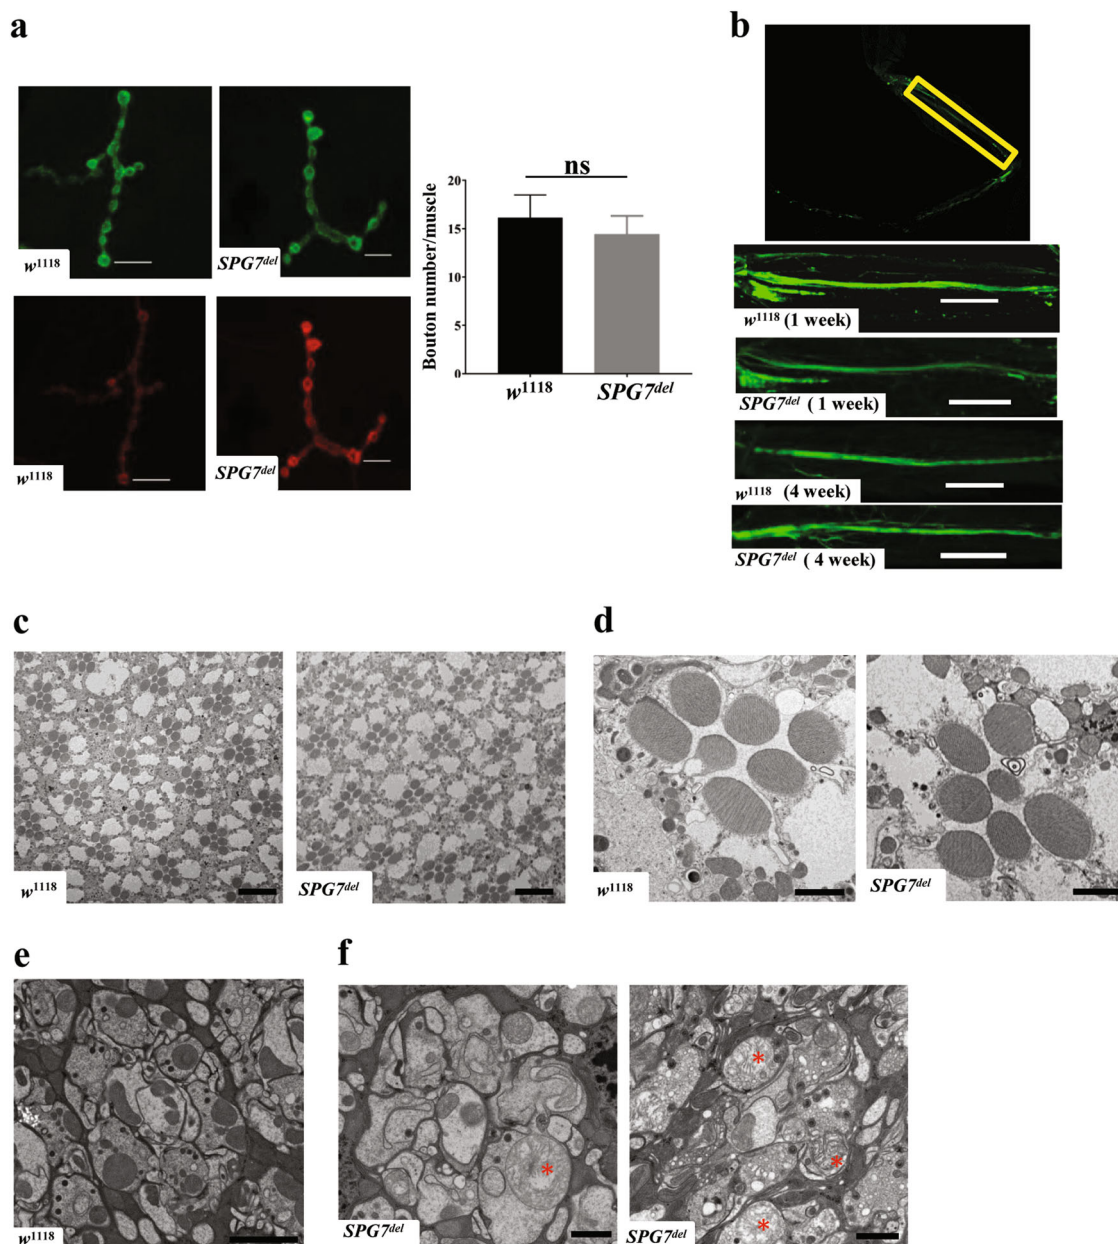 a
b
w1118
SPG7del
w1118
SPG7del
ns
20
15
10
5
0
Bouton number/muscle
w1118
SPG7del
w1118 (1 week)
SPG7del ( 1 week)
w1118 (4 week)
SPG7del ( 4 week)
c
d
w1118
SPG7del
w1118
SPG7del
e
f
w1118
SPG7del
*
SPG7del
*
*
*